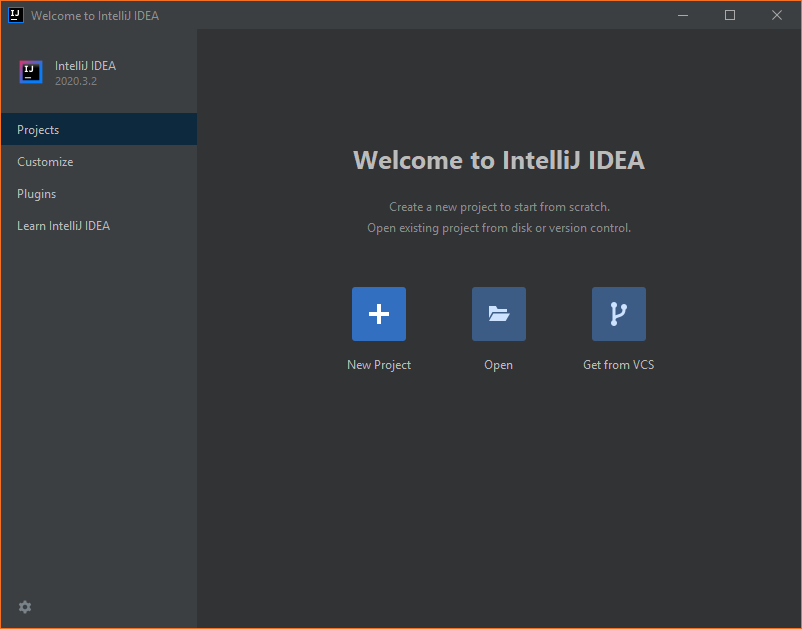 Welcome to IntelliJ IDEA
IJ
IntelliJ IDEA
2020.3.2
Projects
Customize
Plugins
Learn IntelliJ IDEA
Welcome to IntelliJ IDEA
Create a new project to start from scratch.
Open existing project from disk or version control.
New Project
Open
Get from VCS